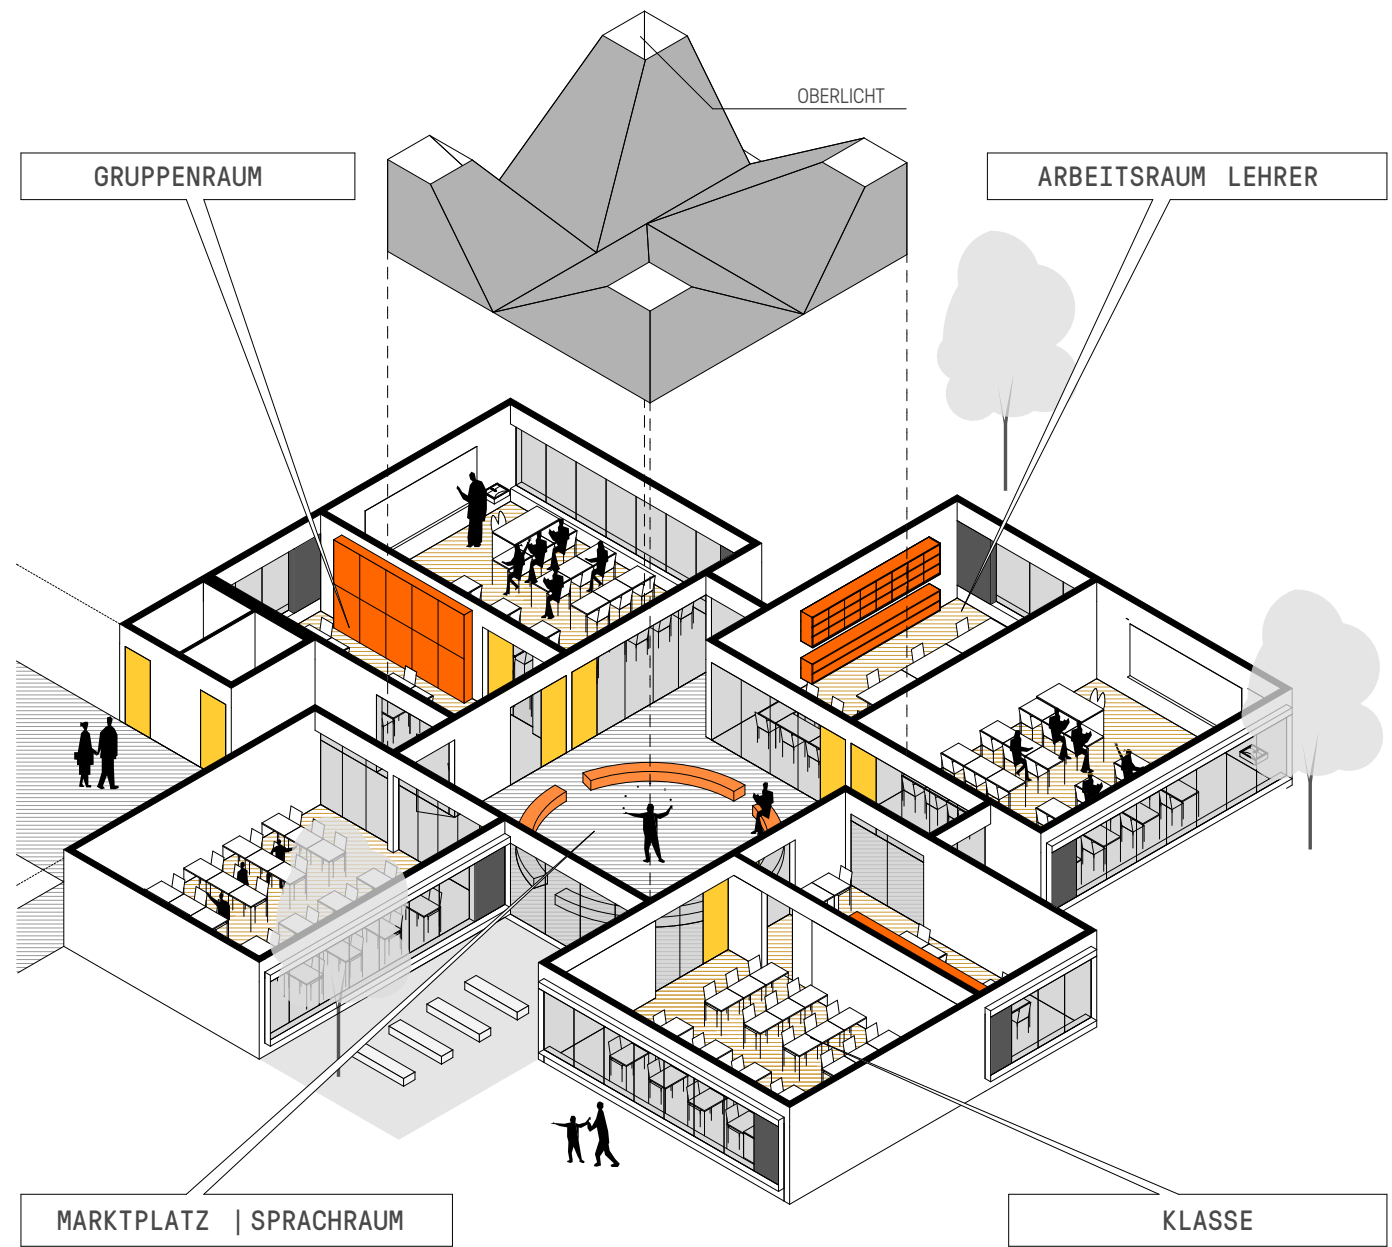 OBERLICHT
GRUPPENRAUM
ARBEITSRAUM LEHRER
MARKTPLATZ | SPRACHRAUM
KLASSE